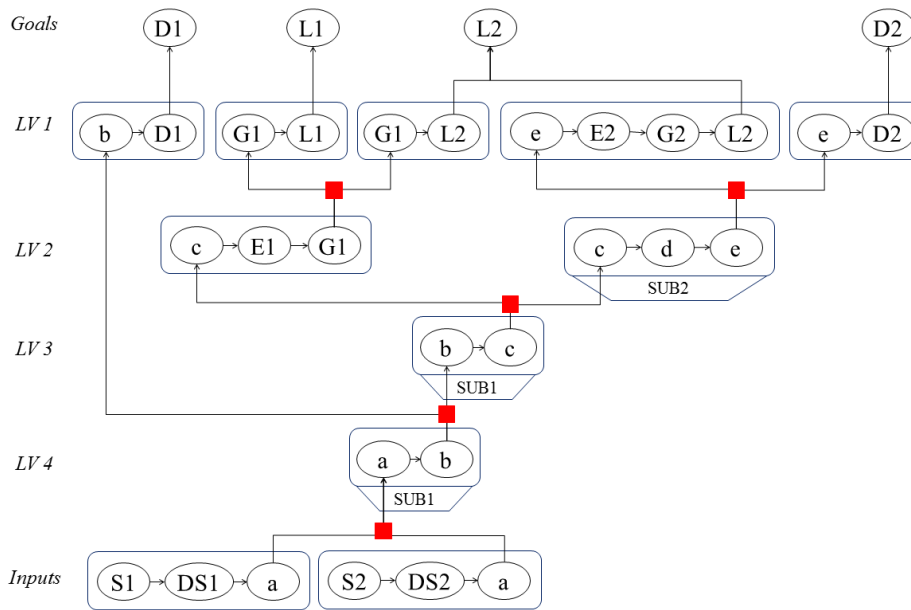 Goals D1 L1 L2 D2
LV 1 b D1 G1 L1 G1 L2 e E2 G2 L2 e D2
LV 2 c E1 G1 c d e
SUB2
LV 3 b c
SUB1
LV 4 a b
SUB1
Inputs S1 DS1 a S2 DS2 a